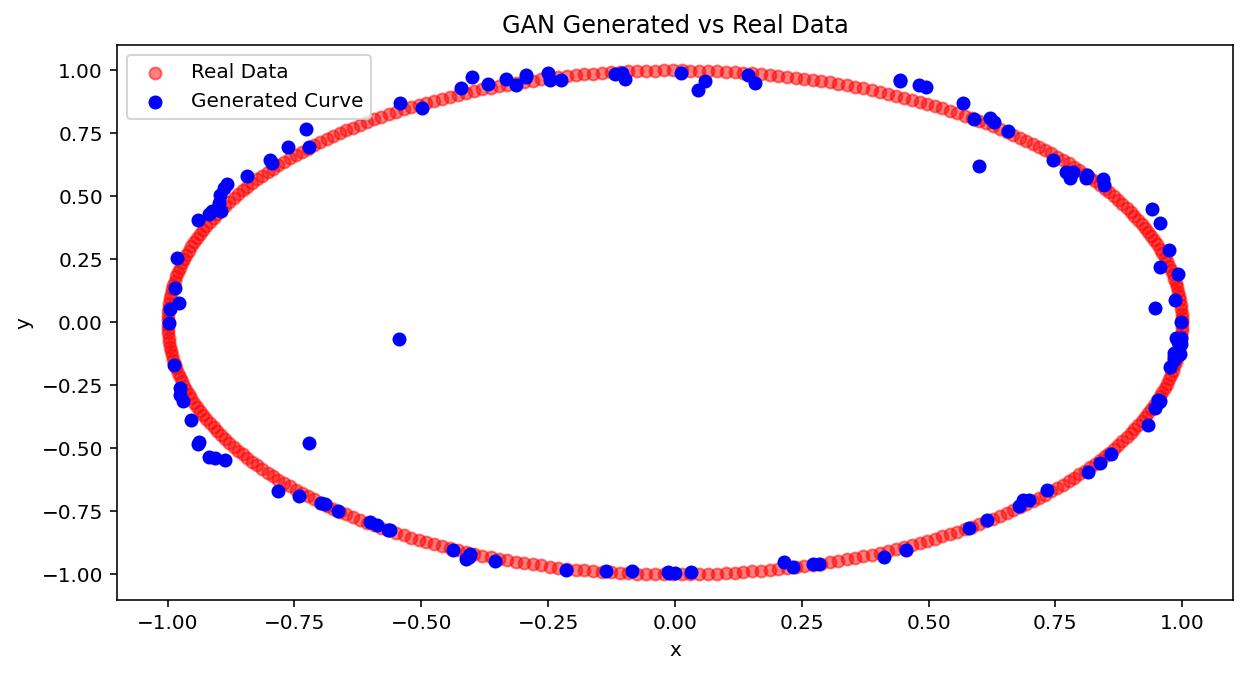 GAN Generated vs Real Data
Real Data
Generated Curve
1.00
0.75
0.50
0.25
0.00
−0.25
−0.50
−0.75
−1.00
y
−1.00 −0.75 −0.50 −0.25 0.00 0.25 0.50 0.75 1.00
x